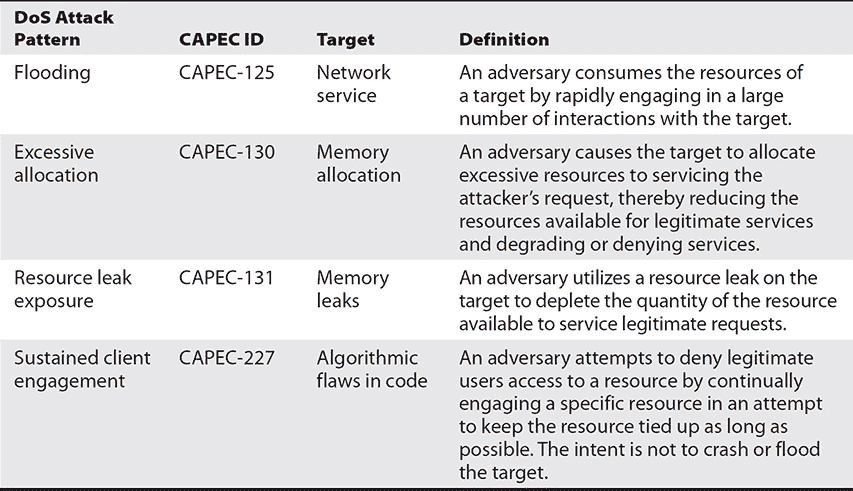 DoS Attack
Pattern CAPEC ID Target Definition
Flooding CAPEC-125 Network An adversary consumes the resources of
service a target by rapidly engaging in a large
number of interactions with the target.
Excessive CAPEC-130 Memory An adversary causes the target to allocate
allocation allocation excessive resources to servicing the
attacker’s request, thereby reducing the
resources available for legitimate services
and degrading or denying services.
Resource leak CAPEC-131 Memory An adversary utilizes a resource leak on the
exposure leaks target to deplete the quantity of the resource
available to service legitimate requests.
Sustained client CAPEC-227 Algorithmic An adversary attempts to deny legitimate
engagement flaws in code users access to a resource by continually
engaging a specific resource in an attempt
to keep the resource tied up as long as
possible. The intent is not to crash or flood
the target.